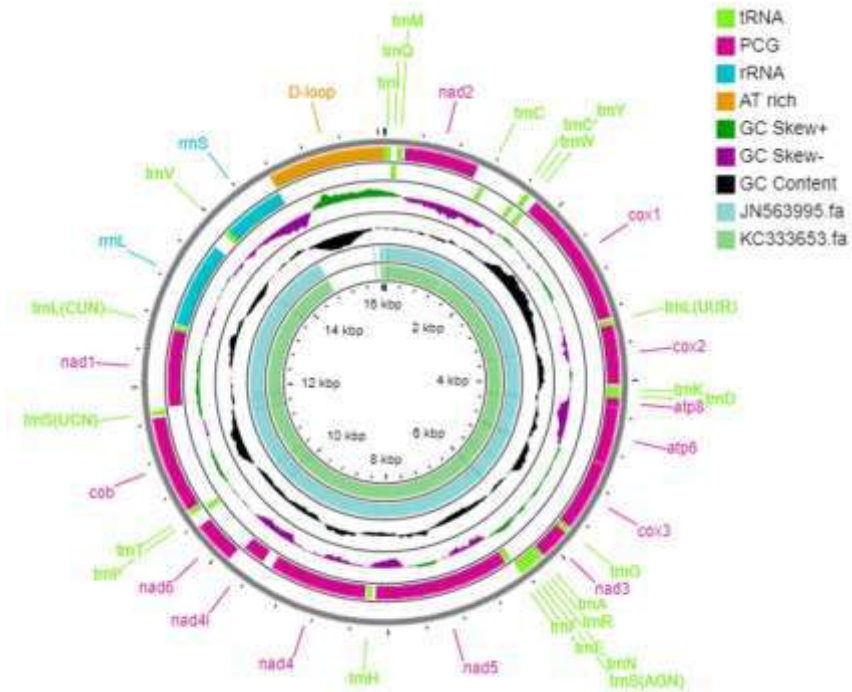 trnM
trnQ
trnI
D-loop
nad2
trnC
trnC
trnY
trnW
rrnS
trnV
cox1
rrnL
trnL(CUN)
trnL(UUR)
nad1
cox2
trnK
trnD
trnS(UCN)
atp8
atp6
cob
cox3
trnT
trnP
trnG
nad6
nad3
trnA
nad4l
trnR
trnF
trnE
trnN
nad4
trnH
nad5
trnS(AGN)
16 kbp
14 kbp
2 kbp
12 kbp
4 kbp
10 kbp
6 kbp
8 kbp
tRNA
PCG
rRNA
AT rich
GC Skew+
GC Skew-
GC Content
JN563995.fa
KC333653.fa